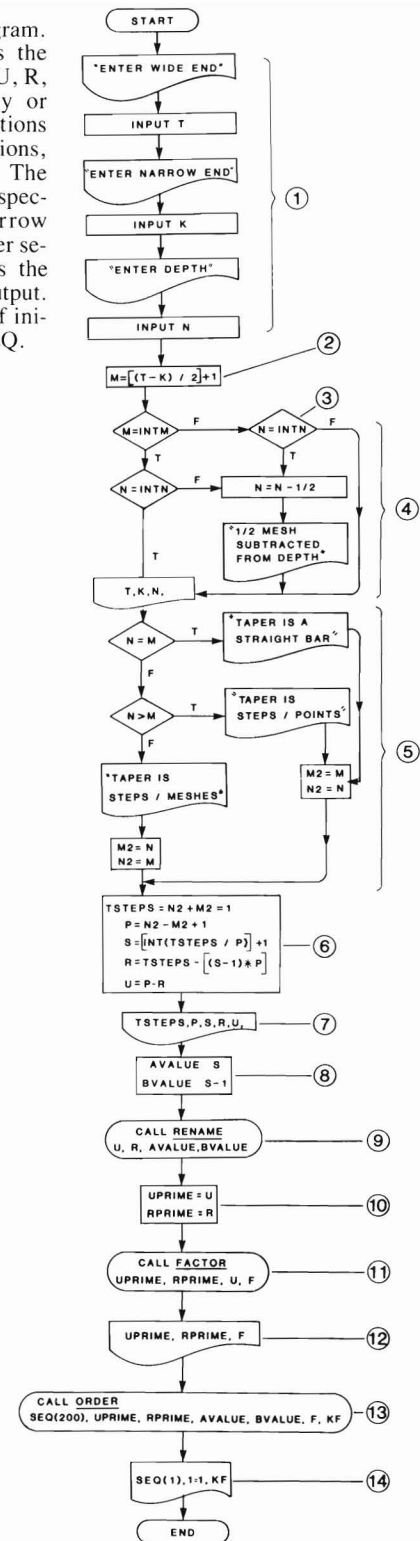 gram.
s the
U, R,
y or
tions
ions,
The
spec-
rrow
er se-
s the
utput.
f ini-
Q.
START
"ENTER WIDE END"
INPUT T
"ENTER NARROW END"
INPUT K
"ENTER DEPTH"
INPUT N
①
M=[(T-K) / 2]+1
②
M=INTM
F
N=INTN
F
③
T
T
N=INTN
F
N=N-1/2
"1/2 MESH
SUBTRACTED
FROM DEPTH"
④
T
T,K,N,
N=M
T
"TAPER IS A
STRAIGHT BAR"
F
N>M
T
"TAPER IS
STEPS / POINTS"
F
"TAPER IS
STEPS / MESHES"
M2=M
N2=N
⑤
M2=N
N2=M
TSTEPS=N2+M2=1
P=N2-M2+1
S=[INT(TSTEPS / P)]+1
R=TSTEPS-[(S-1)*P]
U=P-R
⑥
TSTEPS,P,S,R,U,
⑦
AVALUE S
BVALUE S-1
⑧
CALL RENAME
U, R, AVALUE,BVALUE
⑨
UPRIME=U
RPRIME=R
⑩
CALL FACTOR
UPRIME, RPRIME, U, F
⑪
UPRIME, RPRIME, F
⑫
CALL ORDER
SEQ(200), UPRIME, RPRIME, AVALUE, BVALUE, F, KF
⑬
SEQ(1),1=1, KF
⑭
END